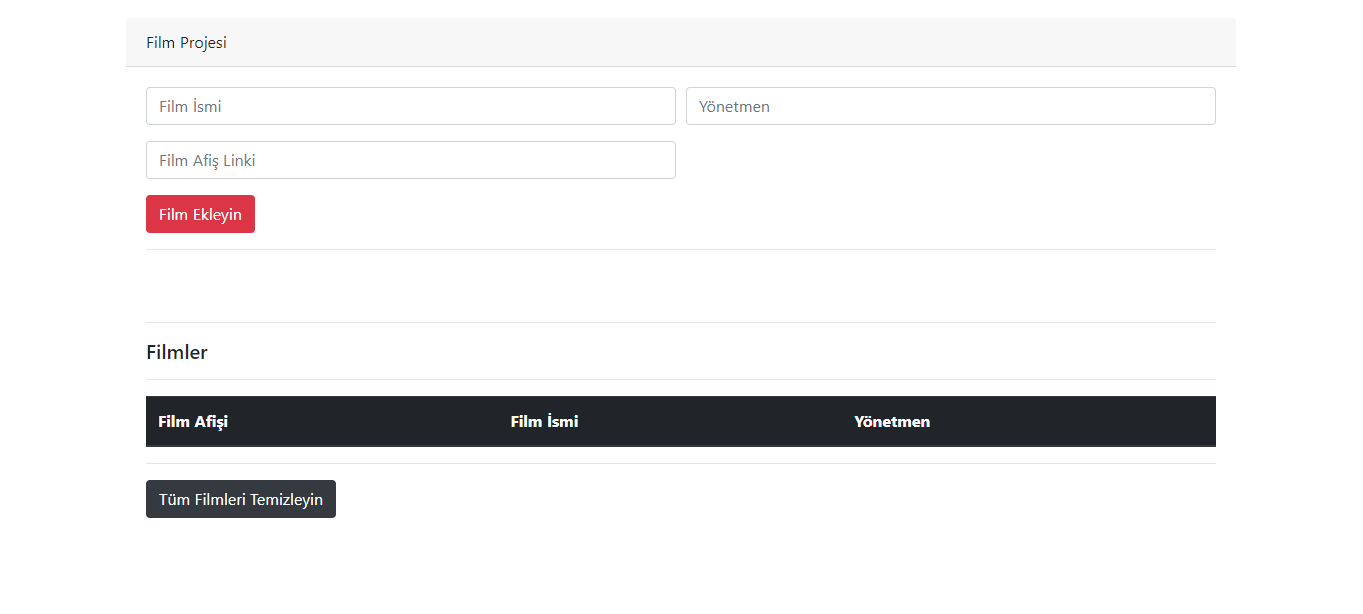 Film Projesi
Film İsmi Yönetmen
Film Afiş Linki
Film Ekleyin
Filmler
Film Afişi Film İsmi Yönetmen
Tüm Filmleri Temizleyin